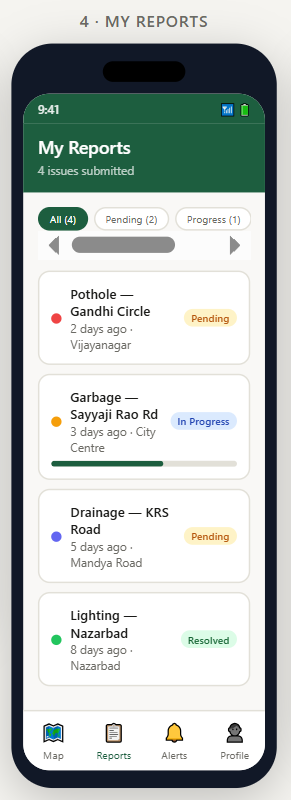 4 · MY REPORTS
9:41
My Reports
4 issues submitted
All (4) Pending (2) Progress (1)
Pothole —
Gandhi Circle
2 days ago ·
Vijayanagar
Pending
Garbage —
Sayyaji Rao Rd
3 days ago · City
Centre
In Progress
Drainage — KRS
Road
5 days ago ·
Mandya Road
Pending
Lighting —
Nazarbad
8 days ago ·
Nazarbad
Resolved
Map Reports Alerts Profile